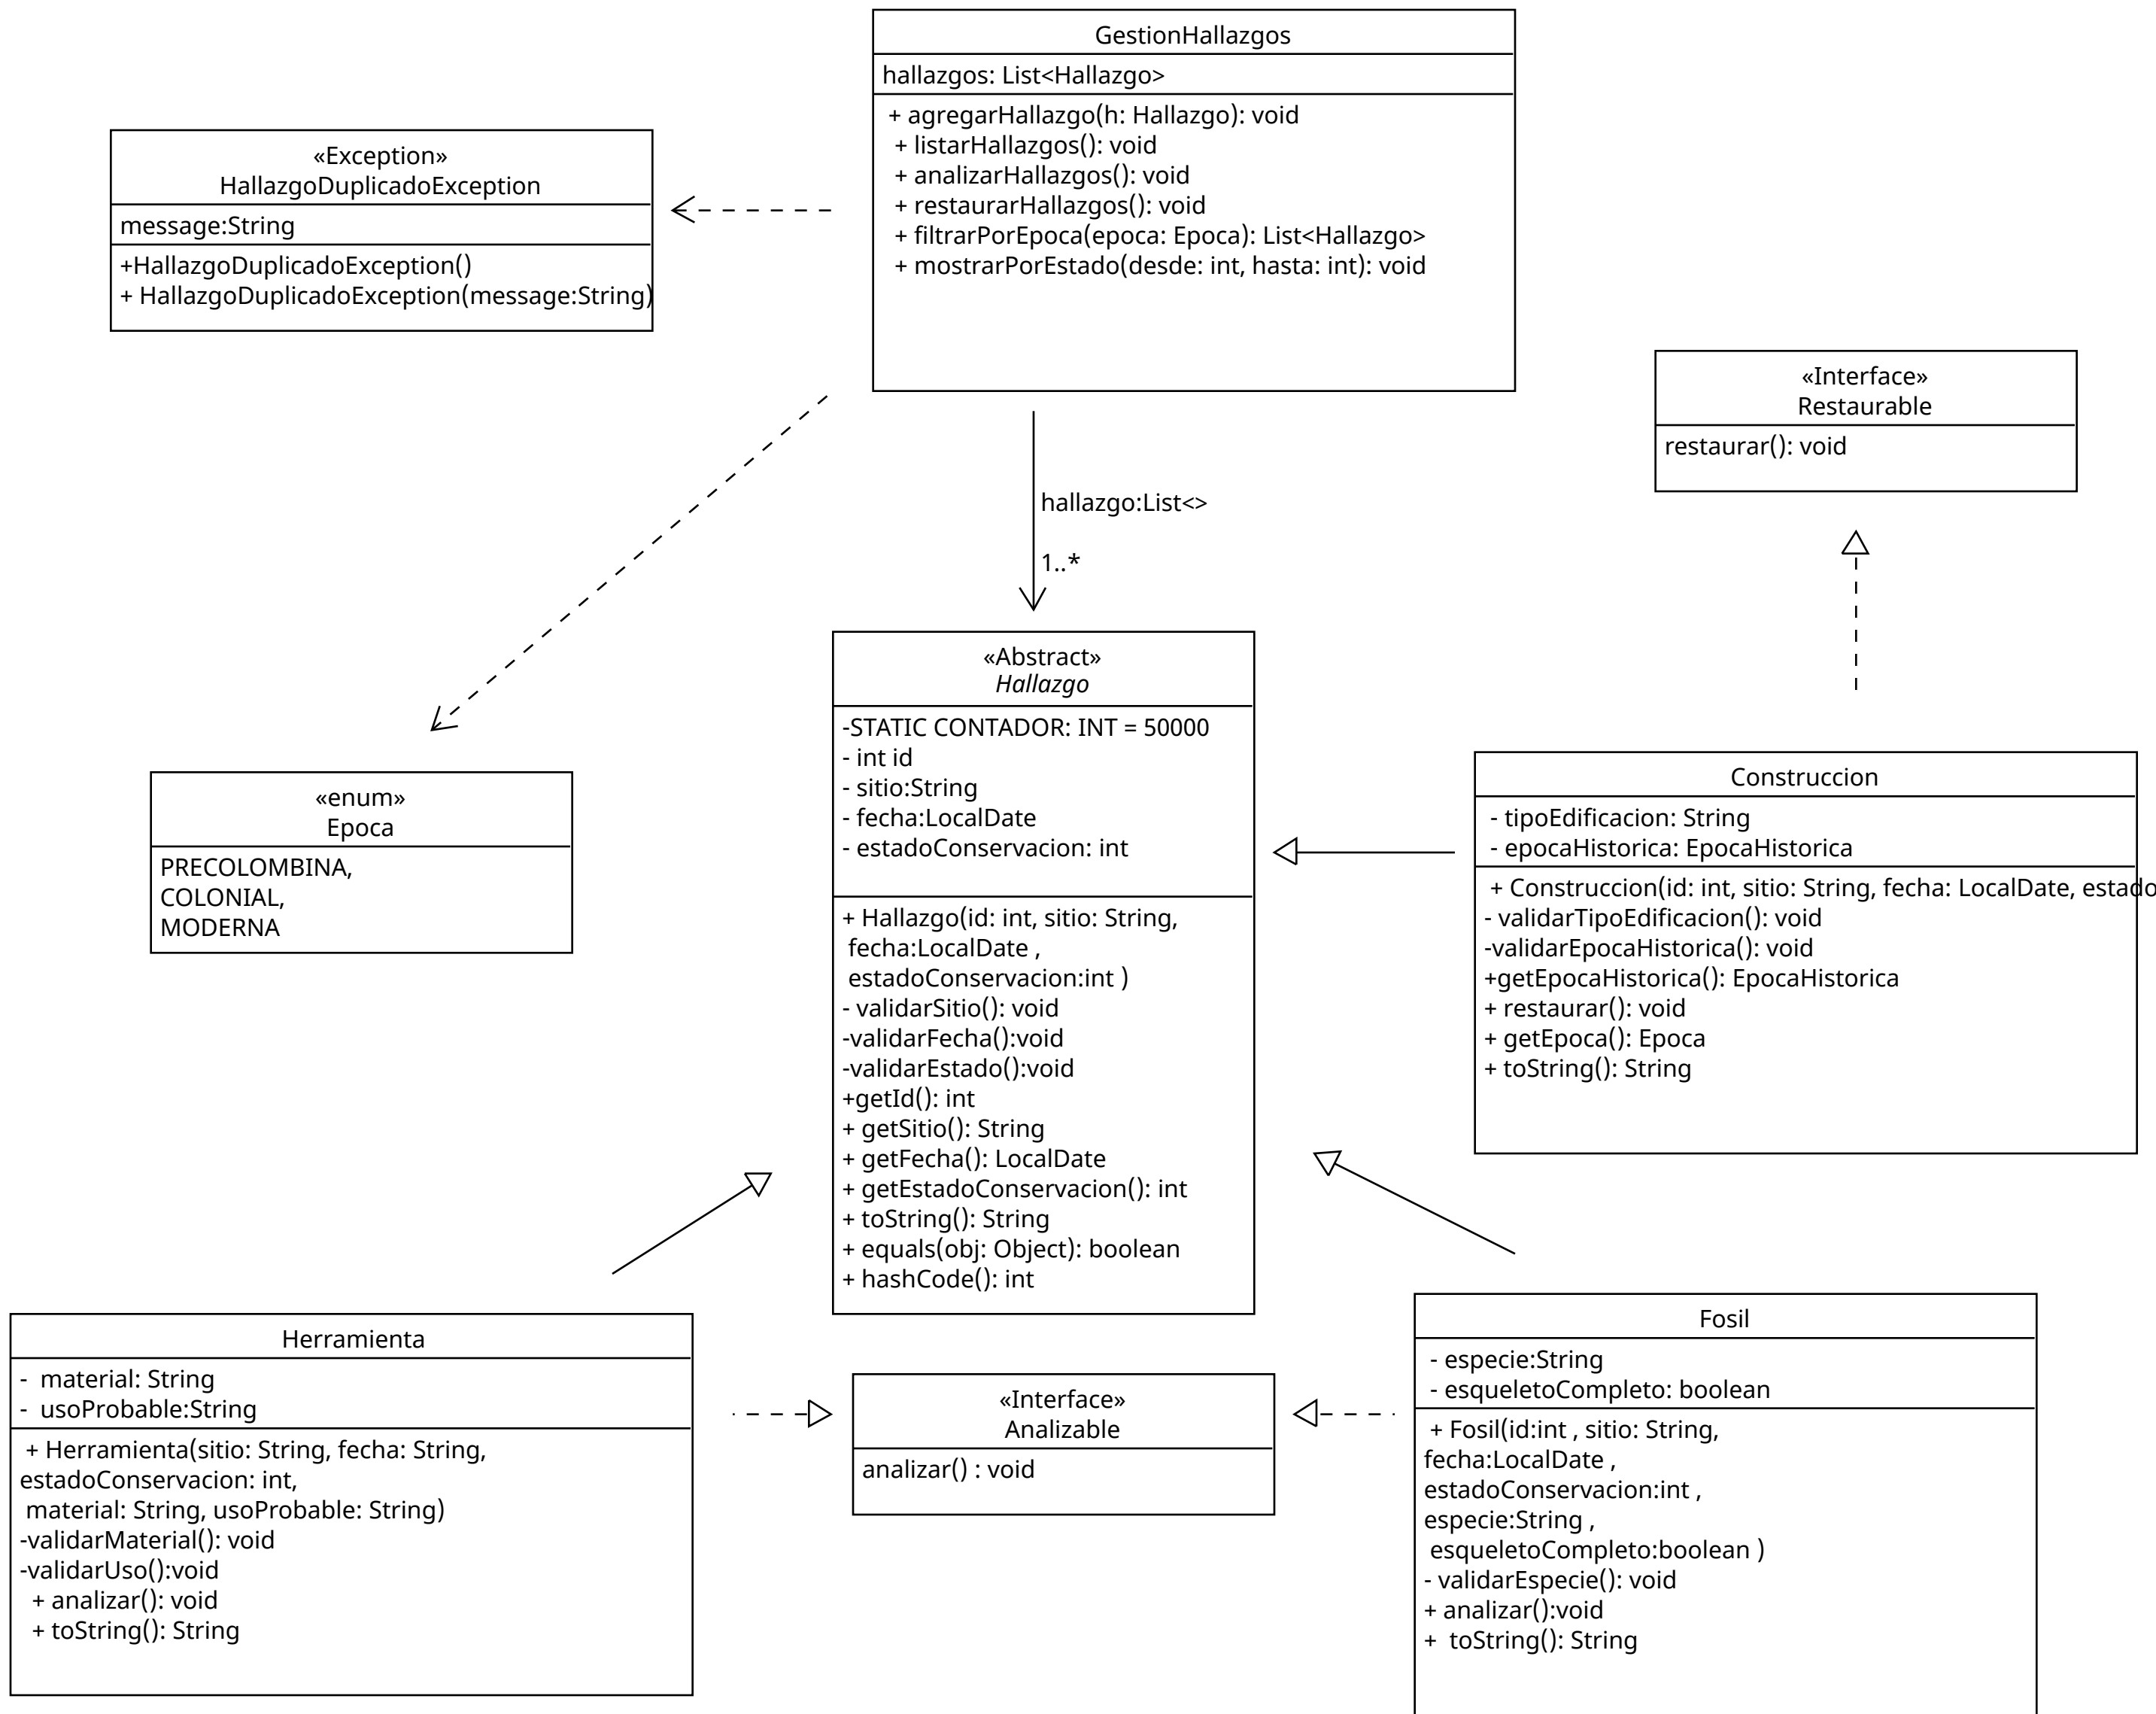 GestionHallazgos
hallazgos: List<Hallazgo>
+ agregarHallazgo(h: Hallazgo): void
+ listarHallazgos(): void
+ analizarHallazgos(): void
+ restaurarHallazgos(): void
+ filtrarPorEpoca(epoca: Epoca): List<Hallazgo>
+ mostrarPorEstado(desde: int, hasta: int): void
«Exception»
HallazgoDuplicadoException
message:String
+HallazgoDuplicadoException()
+ HallazgoDuplicadoException(message:String)
«Interface»
Restaurable
restaurar(): void
hallazgo:List<>
1..*
«Abstract»
Hallazgo
-STATIC CONTADOR: INT = 50000
- int id
- sitio:String
- fecha:LocalDate
- estadoConservacion: int
+ Hallazgo(id: int, sitio: String,
fecha:LocalDate ,
estadoConservacion:int )
- validarSitio(): void
-validarFecha():void
-validarEstado():void
+getId(): int
+ getSitio(): String
+ getFecha(): LocalDate
+ getEstadoConservacion(): int
+ toString(): String
+ equals(obj: Object): boolean
+ hashCode(): int
«enum»
Epoca
PRECOLOMBINA,
COLONIAL,
MODERNA
Construccion
- tipoEdificacion: String
- epocaHistorica: EpocaHistorica
+ Construccion(id: int, sitio: String, fecha: LocalDate, estado
- validarTipoEdificacion(): void
-validarEpocaHistorica(): void
+getEpocaHistorica(): EpocaHistorica
+ restaurar(): void
+ getEpoca(): Epoca
+ toString(): String
Herramienta
-  material: String
-  usoProbable:String
+ Herramienta(sitio: String, fecha: String,
estadoConservacion: int,
material: String, usoProbable: String)
-validarMaterial(): void
-validarUso():void
+ analizar(): void
+ toString(): String
«Interface»
Analizable
analizar() : void
Fosil
- especie:String
- esqueletoCompleto: boolean
+ Fosil(id:int , sitio: String,
fecha:LocalDate ,
estadoConservacion:int ,
especie:String ,
esqueletoCompleto:boolean )
- validarEspecie(): void
+ analizar():void
+  toString(): String